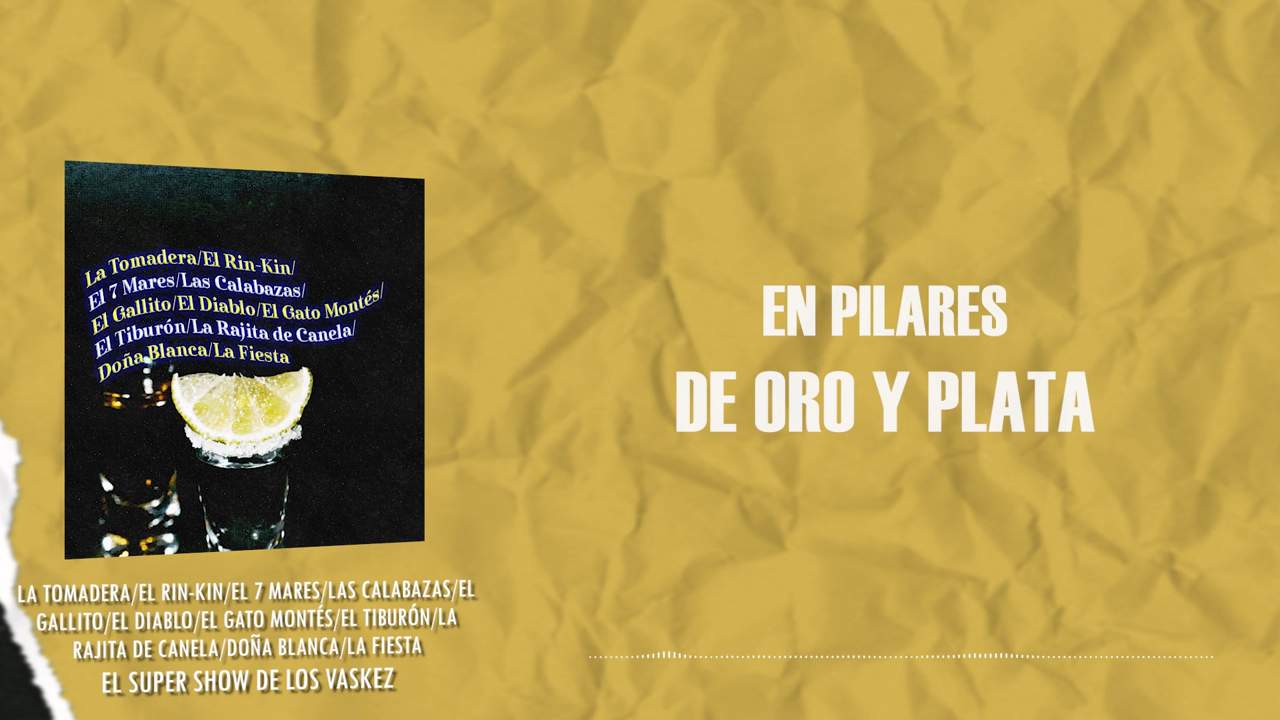 La Tomadera/El Rin-Kin/
El 7 Mares/Las Calabazas/
El Gallito/El Diablo/El Gato Montés/
El Tiburón/La Rajita de Canela/
Doña Blanca/La Fiesta
EN PILARES
DE ORO Y PLATA
LA TOMADERA/EL RIN-KIN/EL 7 MARES/LAS CALABAZAS/EL
GALLITO/EL DIABLO/EL GATO MONTÉS/EL TIBURÓN/LA
RAJITA DE CANELA/DOÑA BLANCA/LA FIESTA
EL SUPER SHOW DE LOS VASKEZ